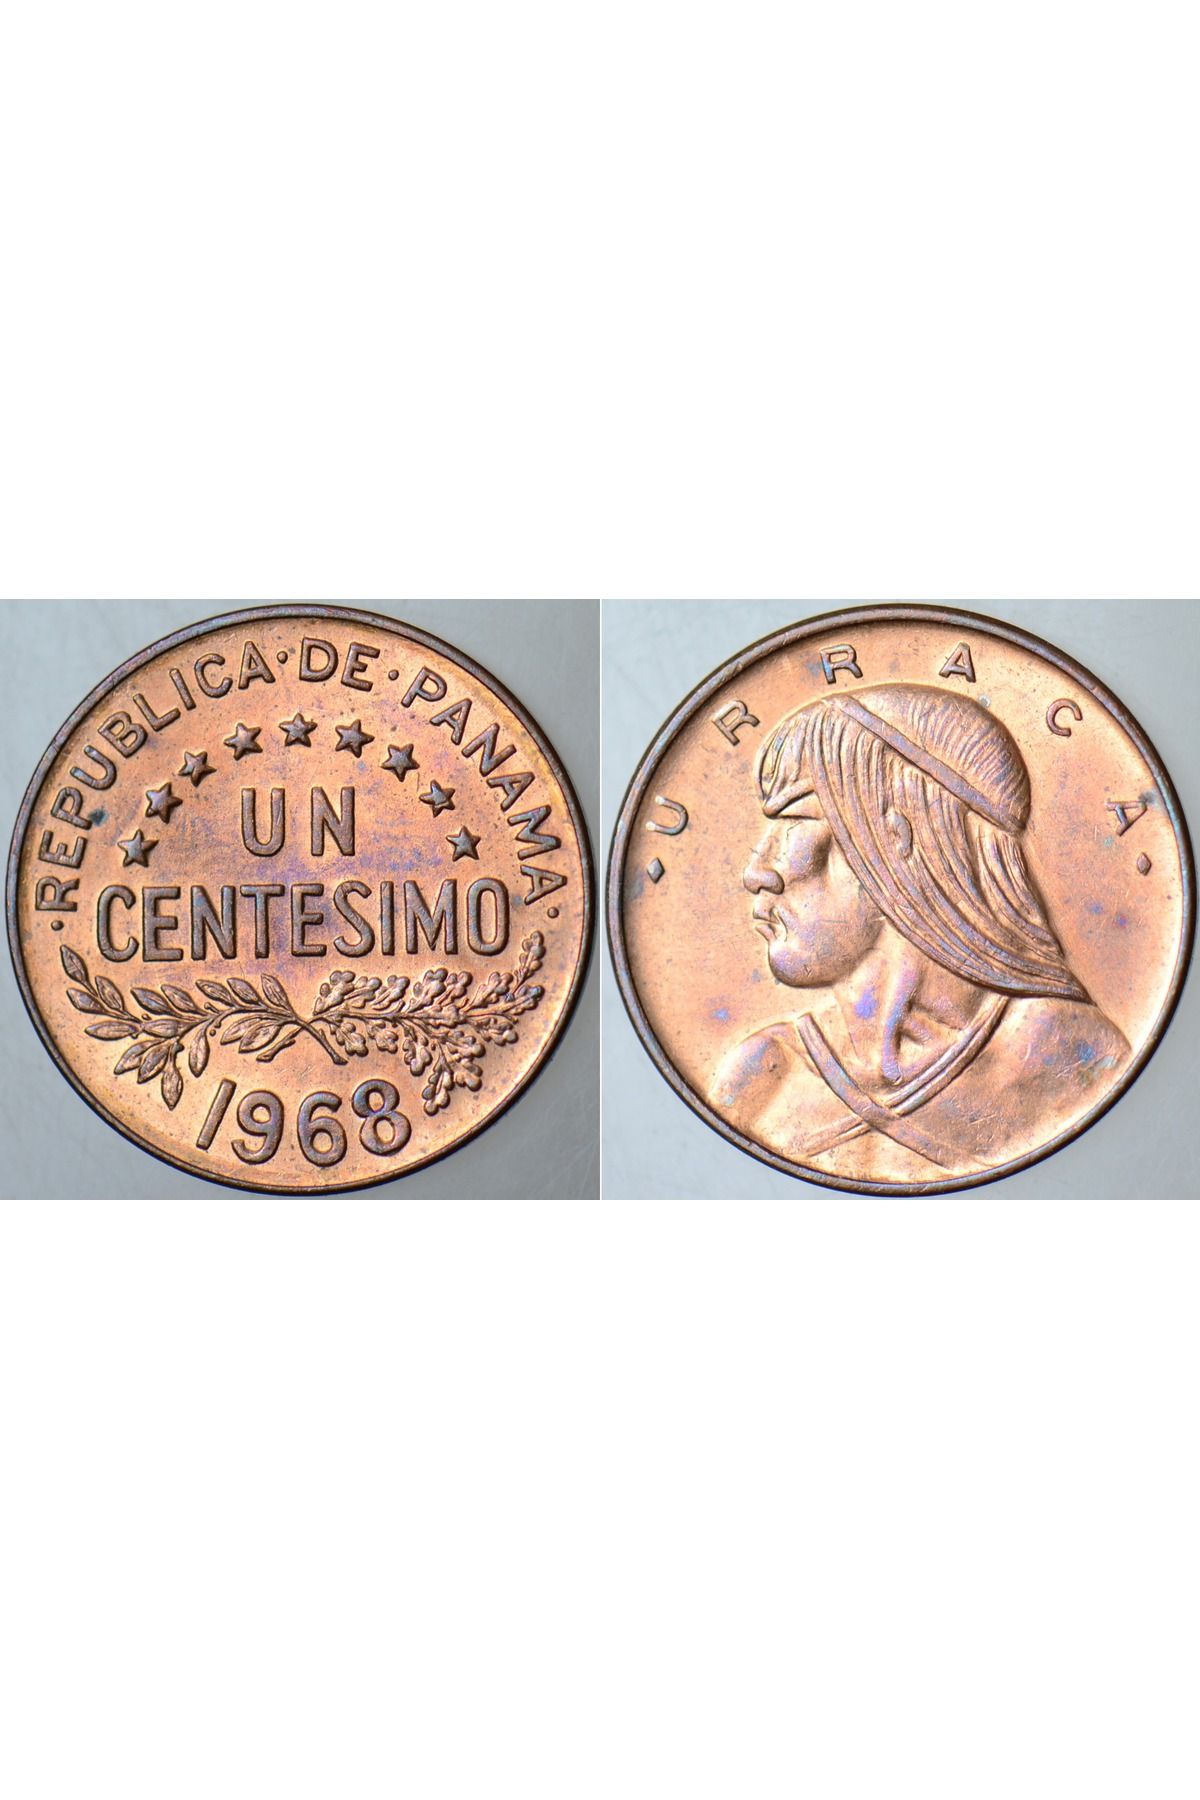 ·REPUBLICA·DE·PANAMA·
UN
CENTESIMO
1968
URRACA